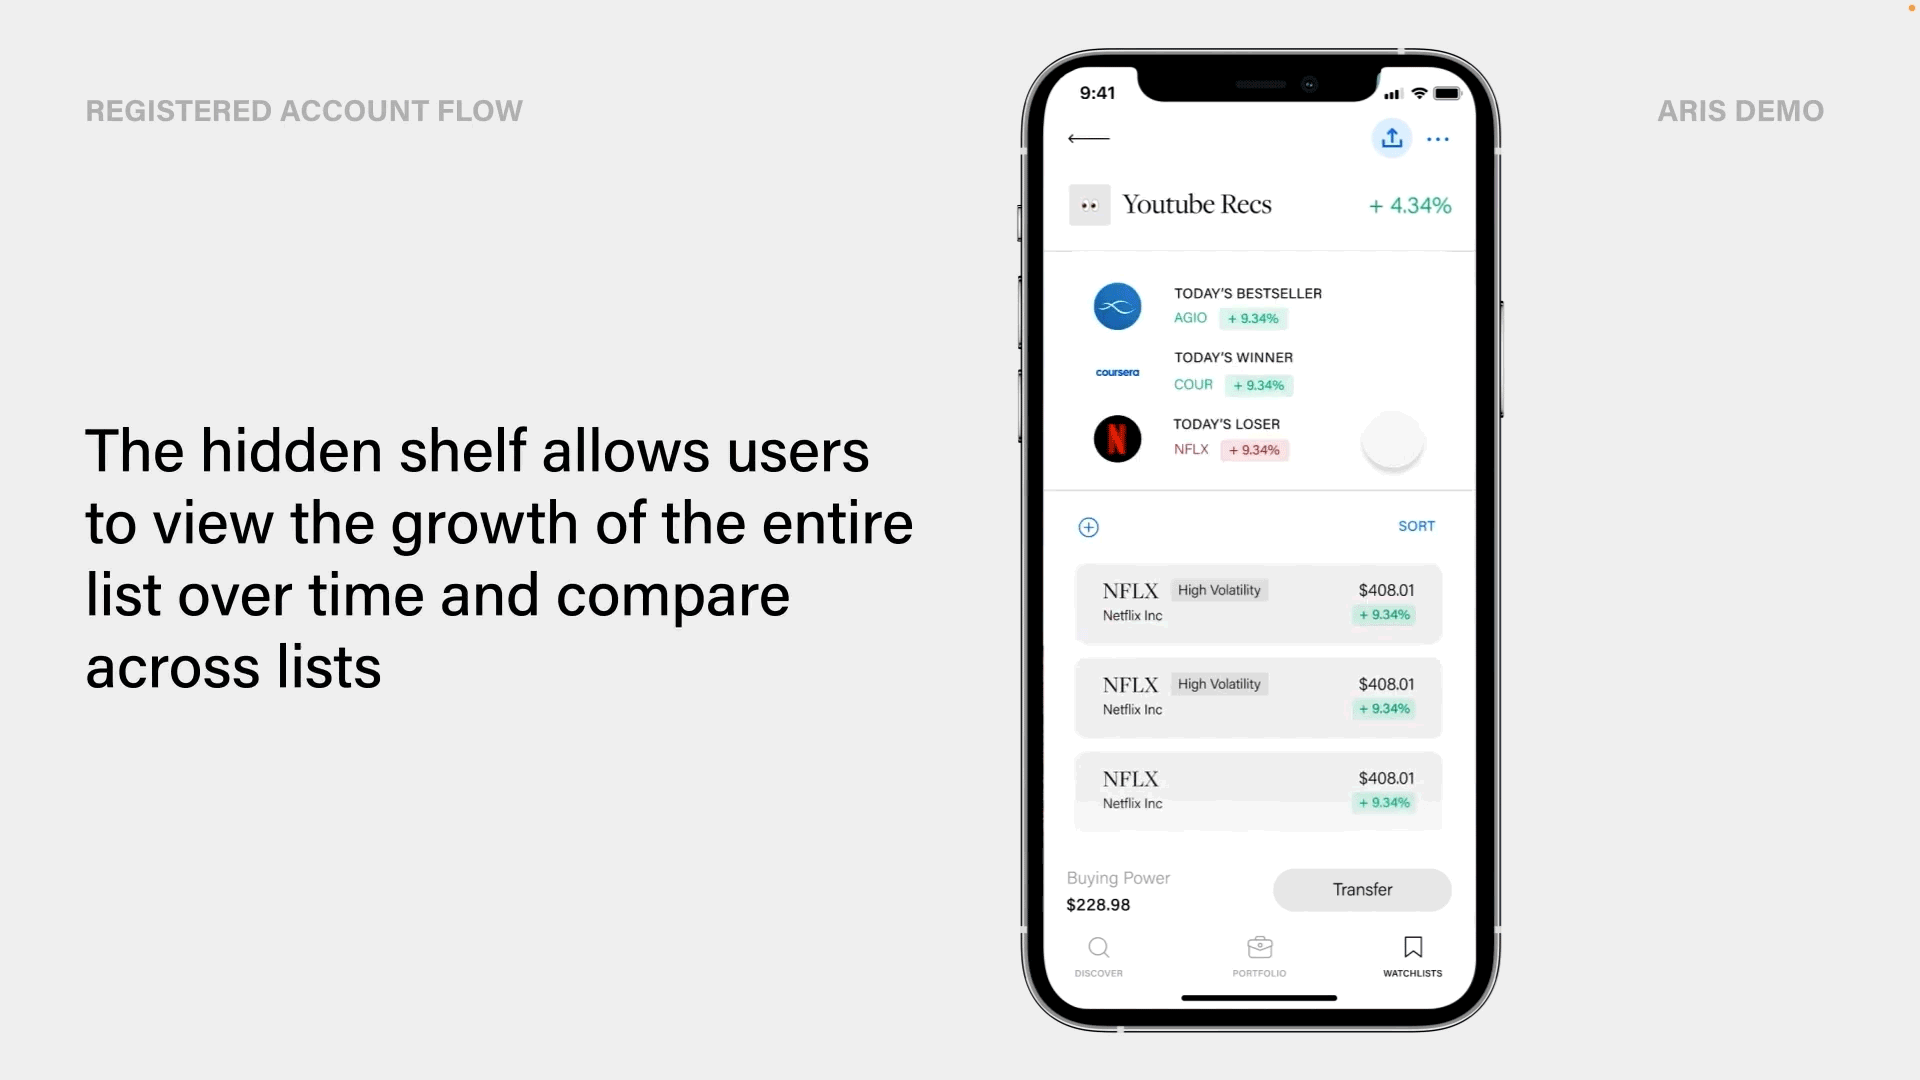 REGISTERED ACCOUNT FLOW
ARIS DEMO
The hidden shelf allows users
to view the growth of the entire
list over time and compare
across lists
9:41
Youtube Recs
+ 4.34%
TODAY’S BESTSELLER
AGIO + 9.34%
coursera
TODAY’S WINNER
COUR + 9.34%
N
TODAY’S LOSER
NFLX + 9.34%
SORT
NFLX High Volatility $408.01
Netflix Inc + 9.34%
NFLX High Volatility $408.01
Netflix Inc + 9.34%
NFLX $408.01
Netflix Inc + 9.34%
Buying Power
$228.98
Transfer
DISCOVER PORTFOLIO WATCHLISTS